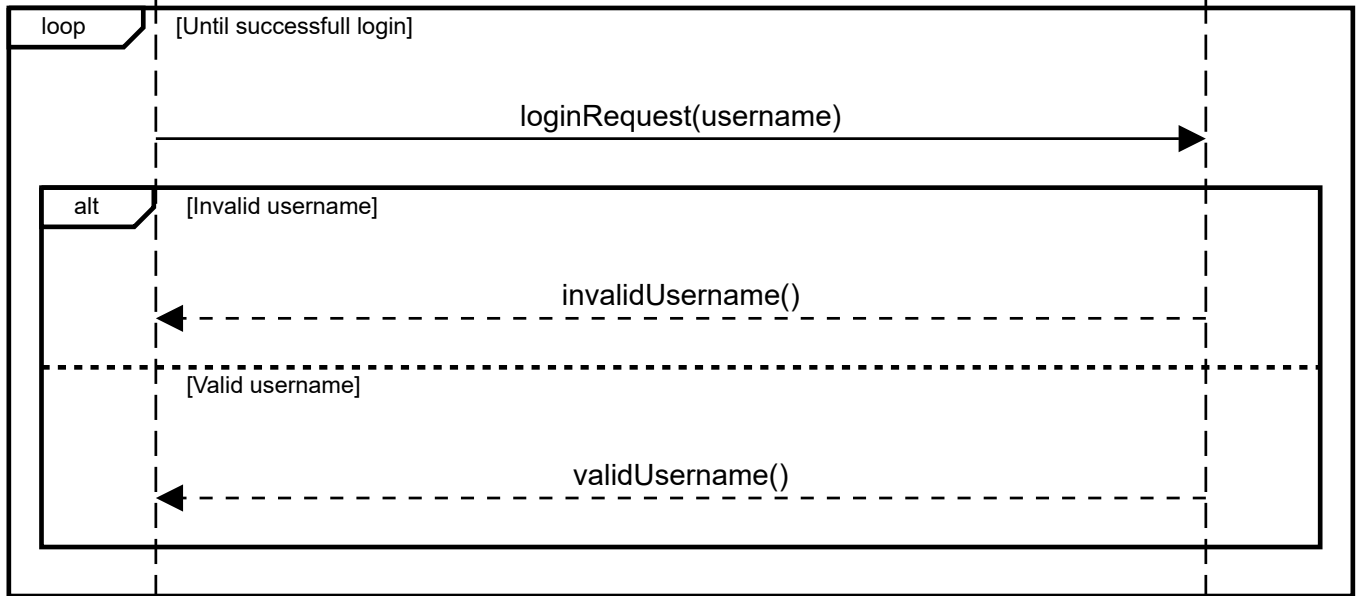 loop [Until successfull login]
loginRequest(username)
alt [Invalid username]
invalidUsername()
[Valid username]
validUsername()